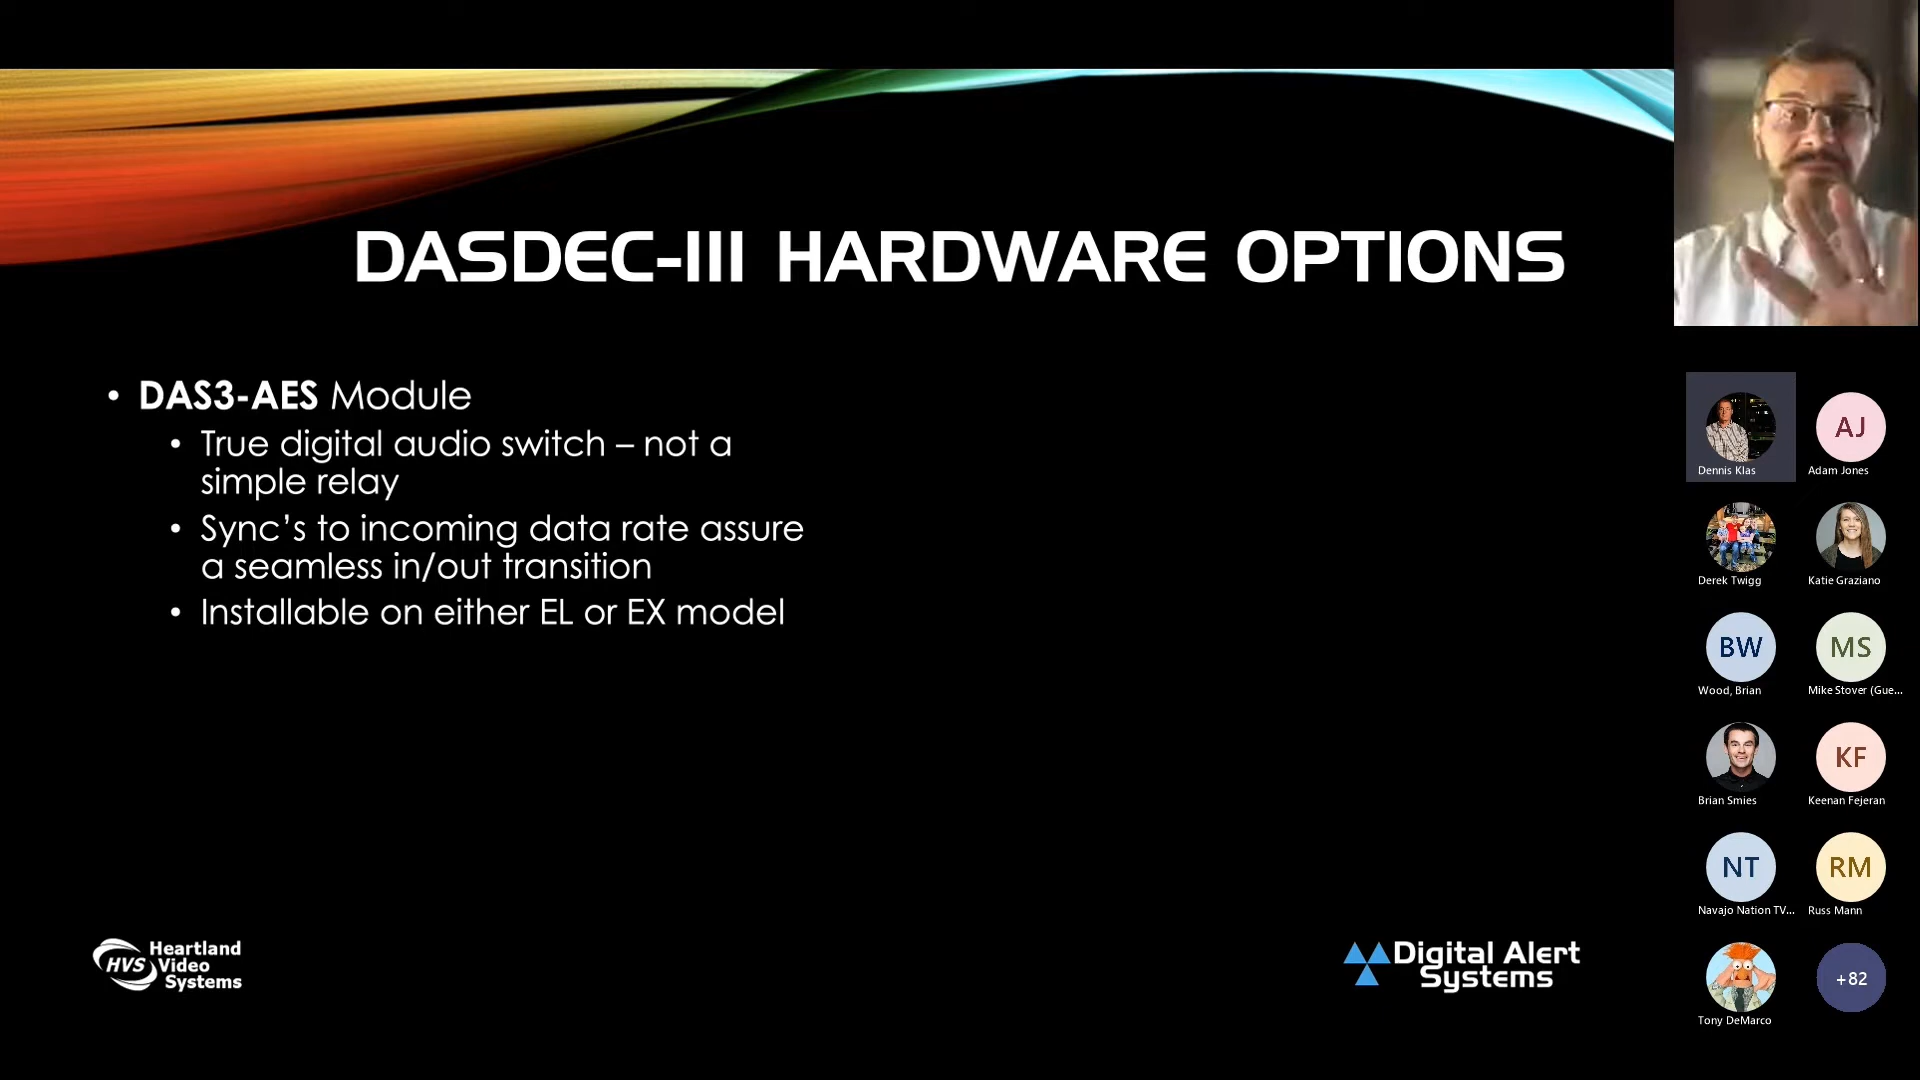 DASDEC-III HARDWARE OPTIONS
• DAS3-AES Module
• True digital audio switch – not a
simple relay
• Sync’s to incoming data rate assure
a seamless in/out transition
• Installable on either EL or EX model
HVS Heartland
Video
Systems
Digital Alert
Systems
Dennis Klas
AJ
Adam Jones
Derek Twigg
Katie Graziano
BW
Wood, Brian
MS
Mike Stover (Gue...
Brian Smies
KF
Keenan Fejeran
NT
Navajo Nation TV...
RM
Russ Mann
Tony DeMarco
+82